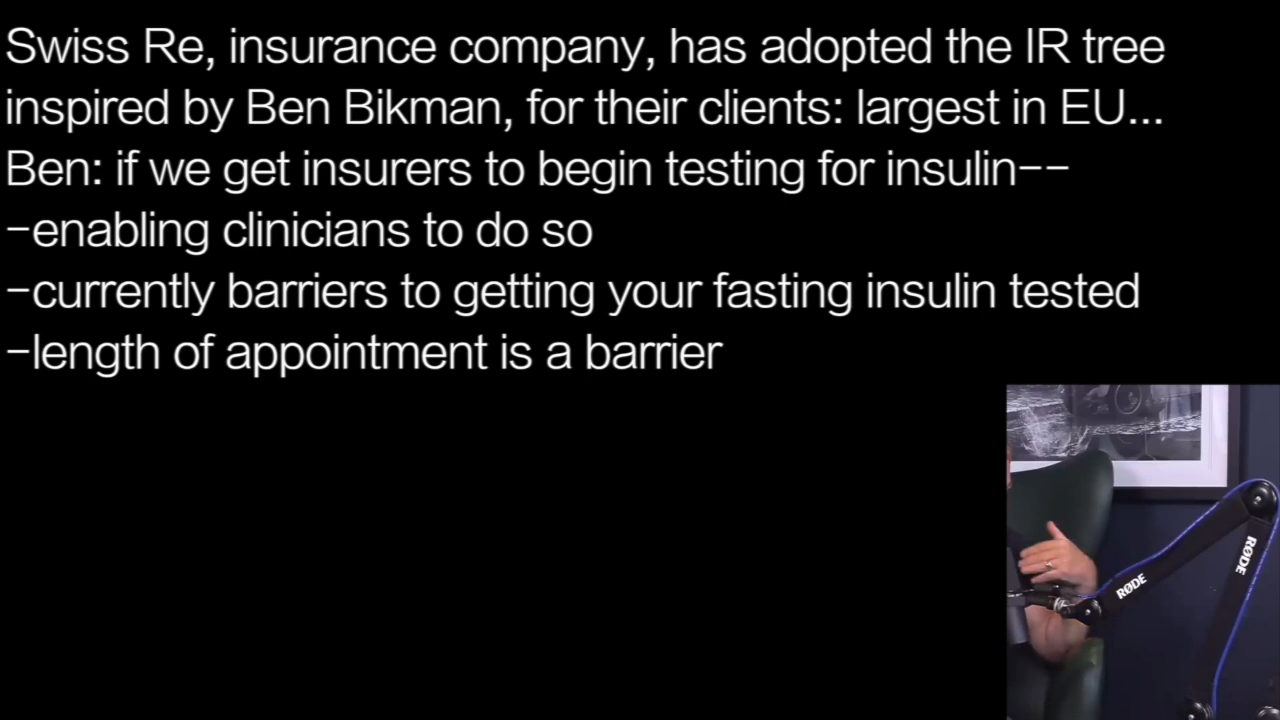 Swiss Re, insurance company, has adopted the IR tree
inspired by Ben Bikman, for their clients: largest in EU...
Ben: if we get insurers to begin testing for insulin--
-enabling clinicians to do so
-currently barriers to getting your fasting insulin tested
-length of appointment is a barrier
RØDE
RØDE